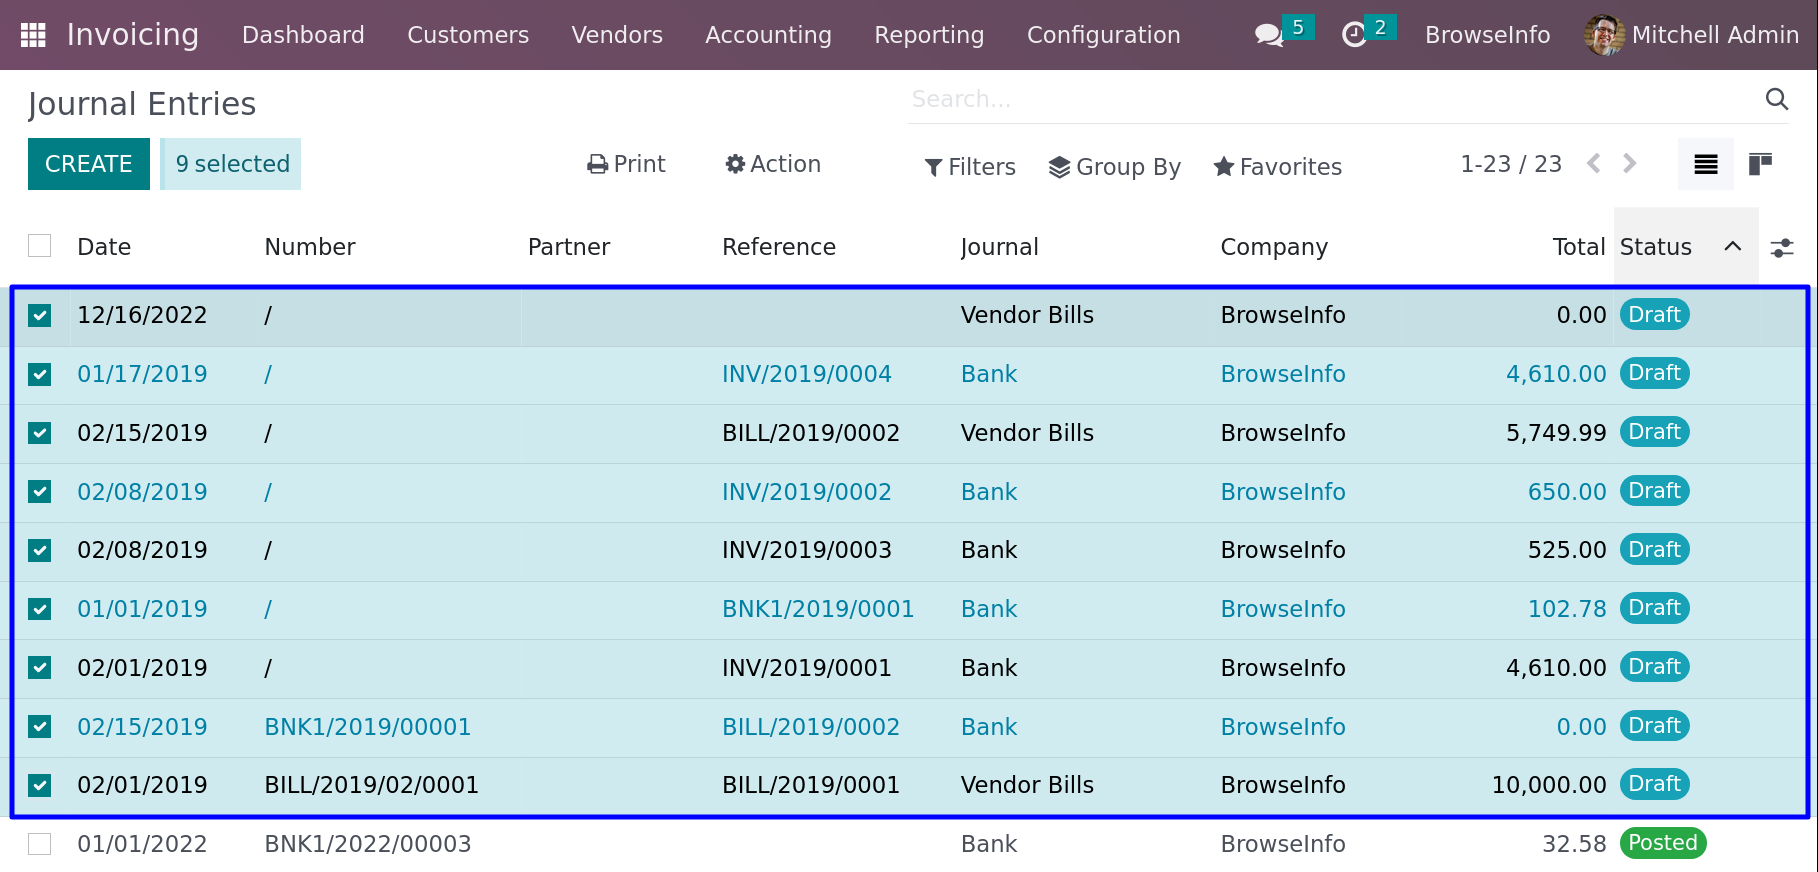 Invoicing Dashboard Customers Vendors Accounting Reporting Configuration 5 2 BrowseInfo Mitchell Admin
Journal Entries Search...
CREATE 9 selected Print Action Filters Group By Favorites 1-23 / 23
Date Number Partner Reference Journal Company Total Status
12/16/2022 / Vendor Bills BrowseInfo 0.00 Draft
01/17/2019 / INV/2019/0004 Bank BrowseInfo 4,610.00 Draft
02/15/2019 / BILL/2019/0002 Vendor Bills BrowseInfo 5,749.99 Draft
02/08/2019 / INV/2019/0002 Bank BrowseInfo 650.00 Draft
02/08/2019 / INV/2019/0003 Bank BrowseInfo 525.00 Draft
01/01/2019 / BNK1/2019/0001 Bank BrowseInfo 102.78 Draft
02/01/2019 / INV/2019/0001 Bank BrowseInfo 4,610.00 Draft
02/15/2019 BNK1/2019/00001 BILL/2019/0002 Bank BrowseInfo 0.00 Draft
02/01/2019 BILL/2019/02/0001 BILL/2019/0001 Vendor Bills BrowseInfo 10,000.00 Draft
01/01/2022 BNK1/2022/00003 Bank BrowseInfo 32.58 Posted